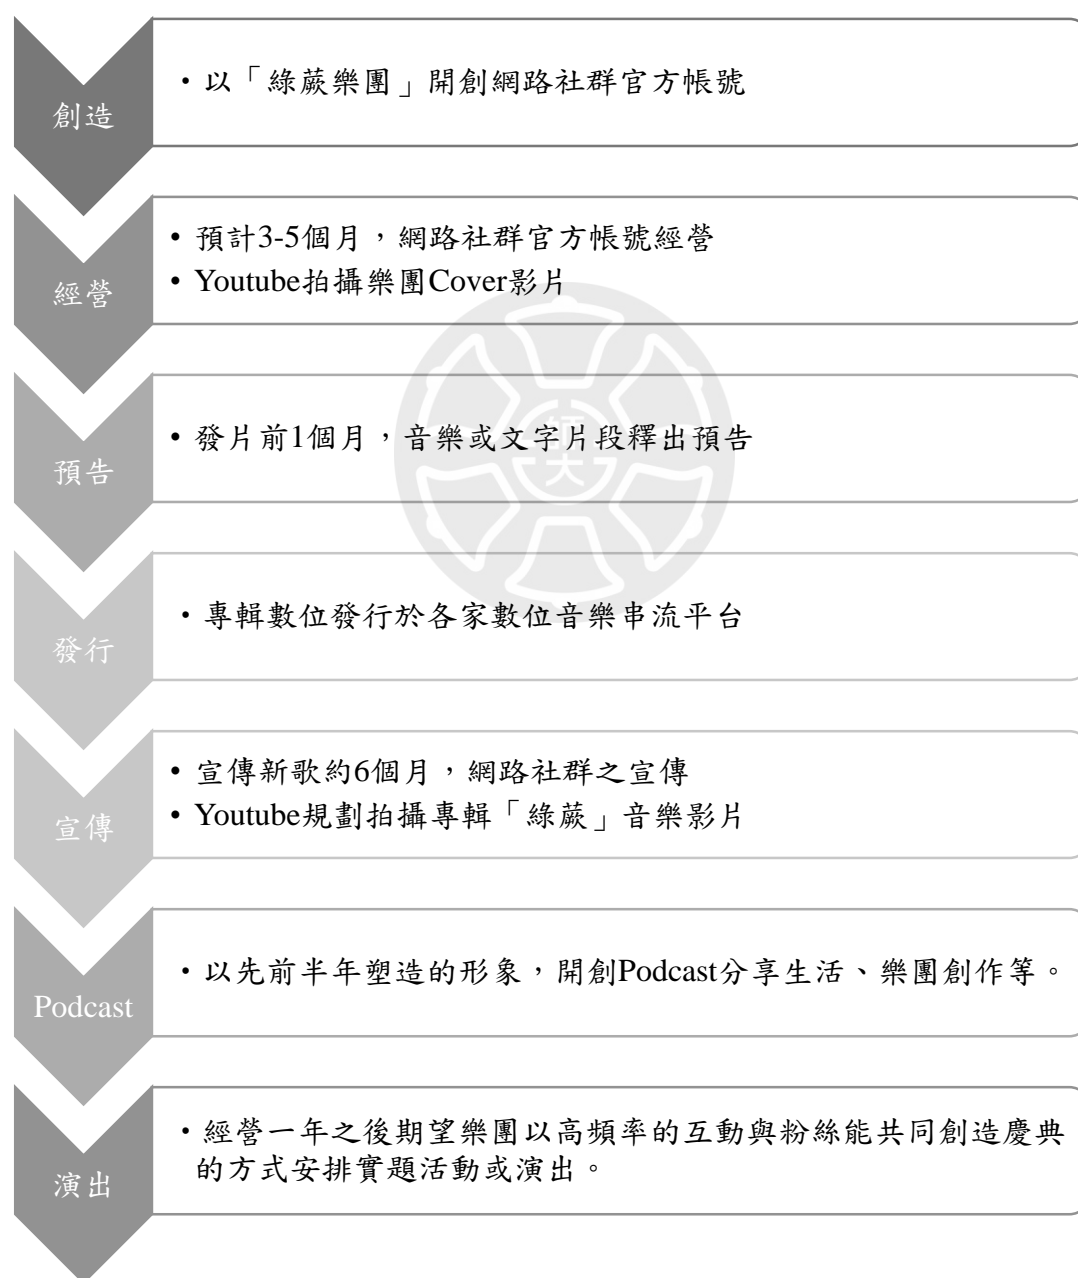 創造
・以「綠蕨樂團」開創網路社群官方帳號
經營
• 預計3-5個月，網路社群官方帳號經營
• Youtube拍攝樂團Cover影片
預告
• 發片前1個月，音樂或文字片段釋出預告
師大
發行
・專輯數位發行於各家數位音樂串流平台
宣傳
• 宣傳新歌約6個月，網路社群之宣傳
• Youtube規劃拍攝專輯「綠蕨」音樂影片
Podcast
・以先前半年塑造的形象，開創Podcast分享生活、樂團創作等。
演出
・經營一年之後期望樂團以高頻率的互動與粉絲能共同創造慶典
的方式安排實題活動或演出。